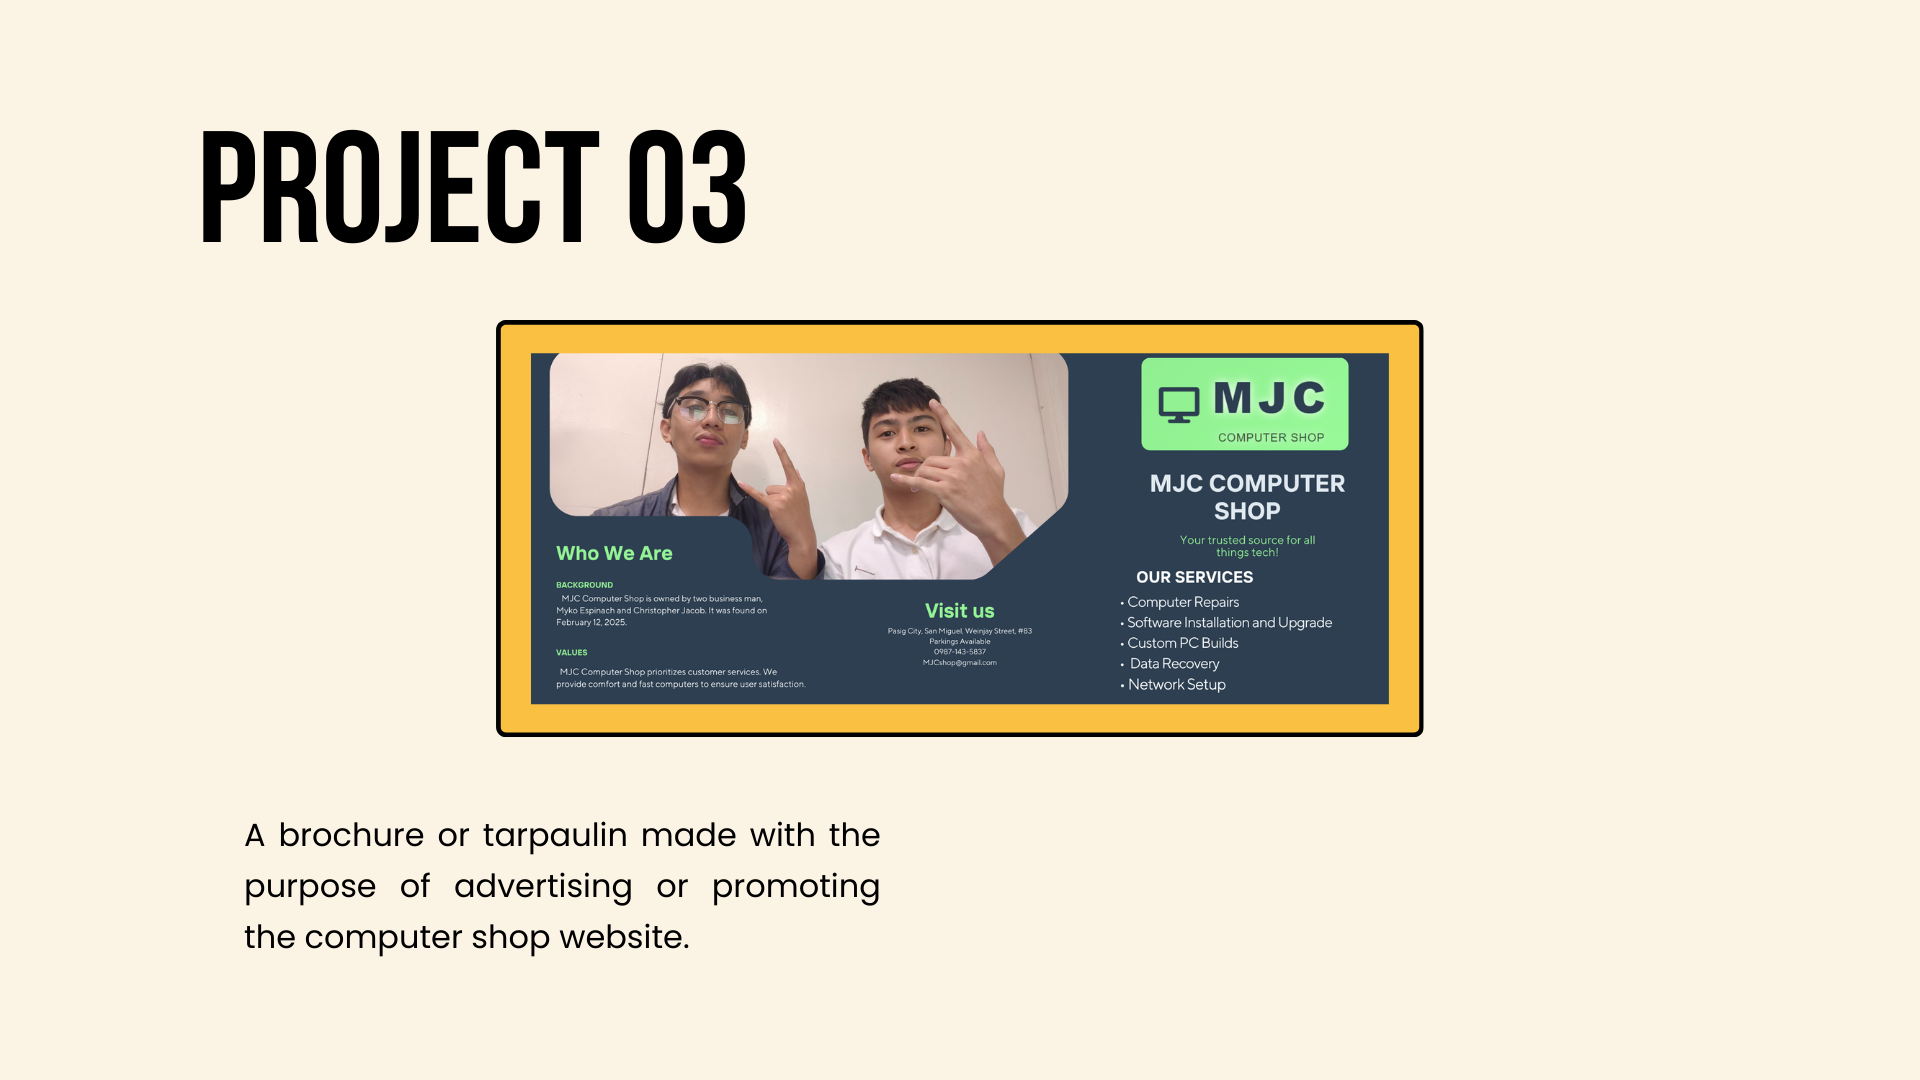 PROJECT 03
MJC
COMPUTER SHOP
MJC COMPUTER
SHOP
Your trusted source for all
things tech!
OUR SERVICES
• Computer Repairs
• Software Installation and Upgrade
• Custom PC Builds
• Data Recovery
• Network Setup
Who We Are
BACKGROUND
MJC Computer Shop is owned by two business man,
Myko Espinach and Christopher Jacob. It was found on
February 12, 2025.
VALUES
MJC Computer Shop prioritizes customer services. We
provide comfort and fast computers to ensure user satisfaction.
Visit us
Pasig City, San Miguel, Weinjay Street, #83
Parkings Available
0987-143-5837
MJCshop@gmail.com
A brochure or tarpaulin made with the
purpose of advertising or promoting
the computer shop website.